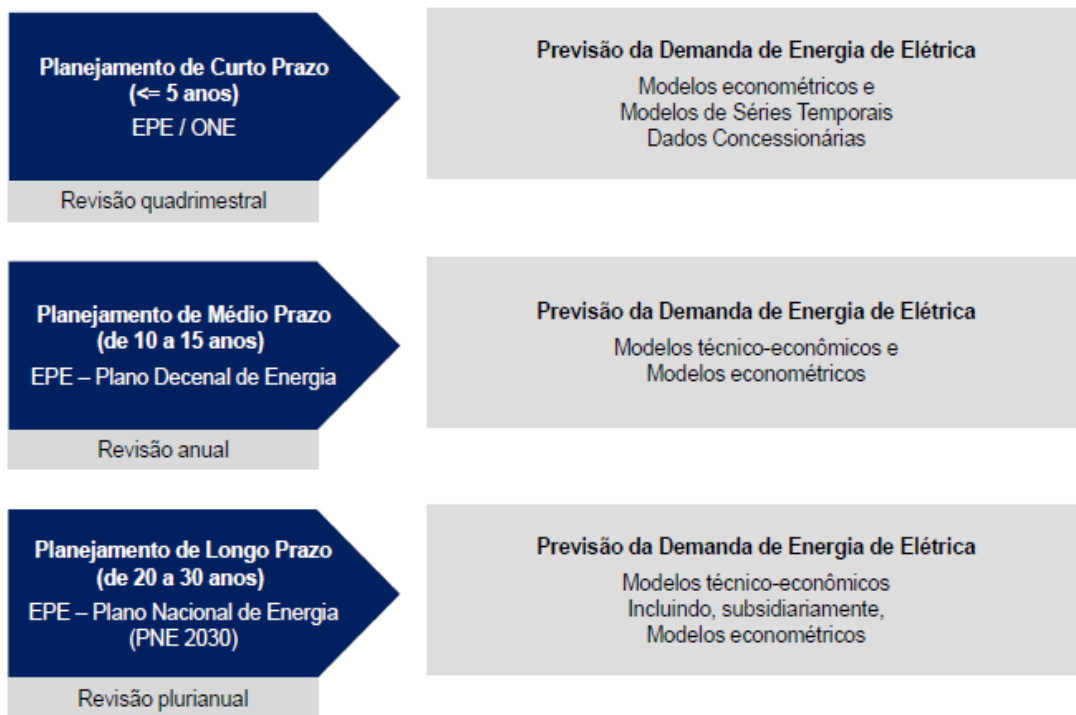 Planejamento de Curto Prazo
(<= 5 anos)
EPE / ONE
Revisão quadrimestral
Previsão da Demanda de Energia de Elétrica
Modelos econométricos e
Modelos de Séries Temporais
Dados Concessionárias
Planejamento de Médio Prazo
(de 10 a 15 anos)
EPE – Plano Decenal de Energia
Revisão anual
Previsão da Demanda de Energia de Elétrica
Modelos técnico-econômicos e
Modelos econométricos
Planejamento de Longo Prazo
(de 20 a 30 anos)
EPE – Plano Nacional de Energia
(PNE 2030)
Revisão plurianual
Previsão da Demanda de Energia de Elétrica
Modelos técnico-econômicos
Incluindo, subsidiariamente,
Modelos econométricos